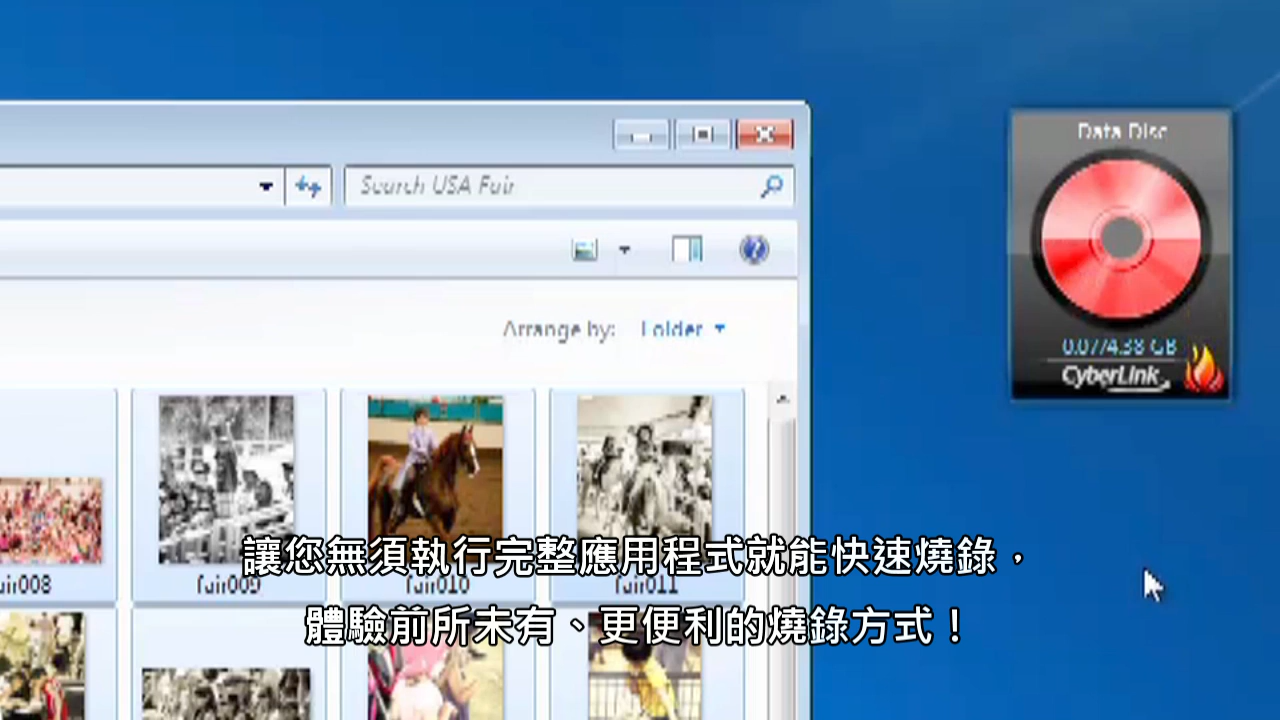 Data Disc
Search USA Fair
Arrange by: Folder
0.07/4.38 GB
CyberLink
fair009
fair010
fair011
讓您無須執行完整應用程式就能快速燒錄，
體驗前所未有、更便利的燒錄方式！